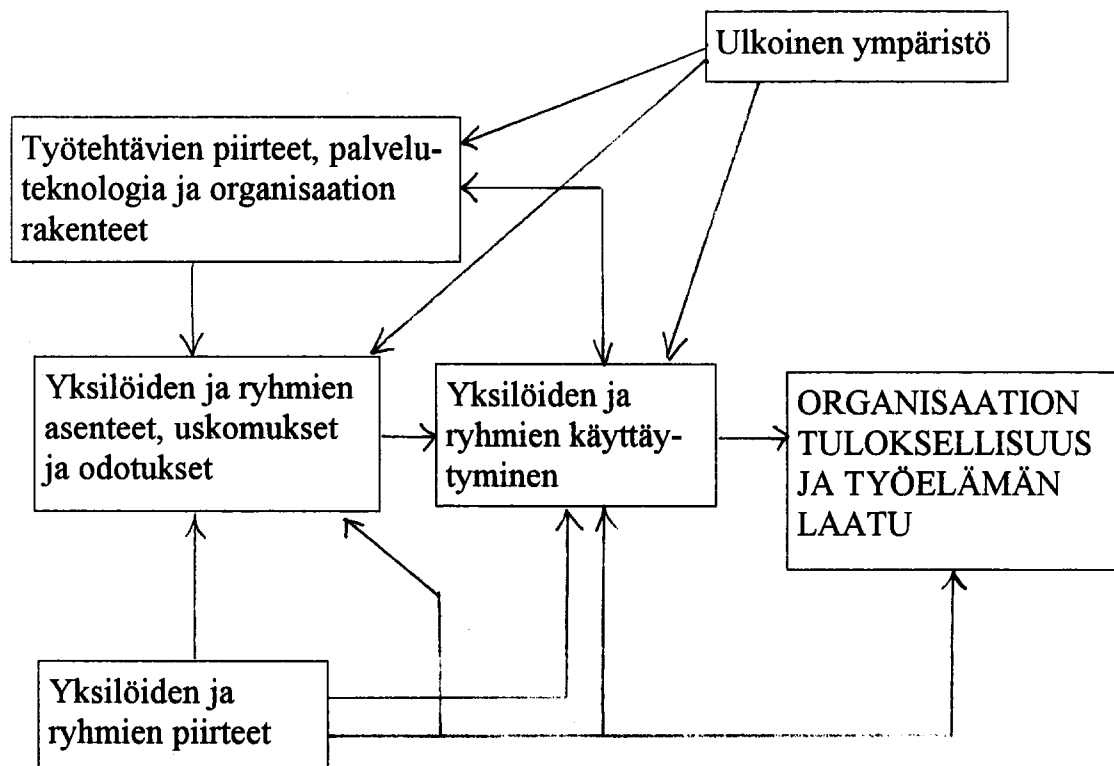 Ulkoinen ympäristö
Työtehtävien piirteet, palvelu-
teknologia ja organisaation
rakenteet
Yksilöiden ja ryhmien
asenteet, uskomukset
ja odotukset
Yksilöiden ja
ryhmien käyttäy-
tyminen
ORGANISAATION
TULOKSELLISUUS
JA TYÖELÄMÄN
LAATU
Yksilöiden ja
ryhmien piirteet